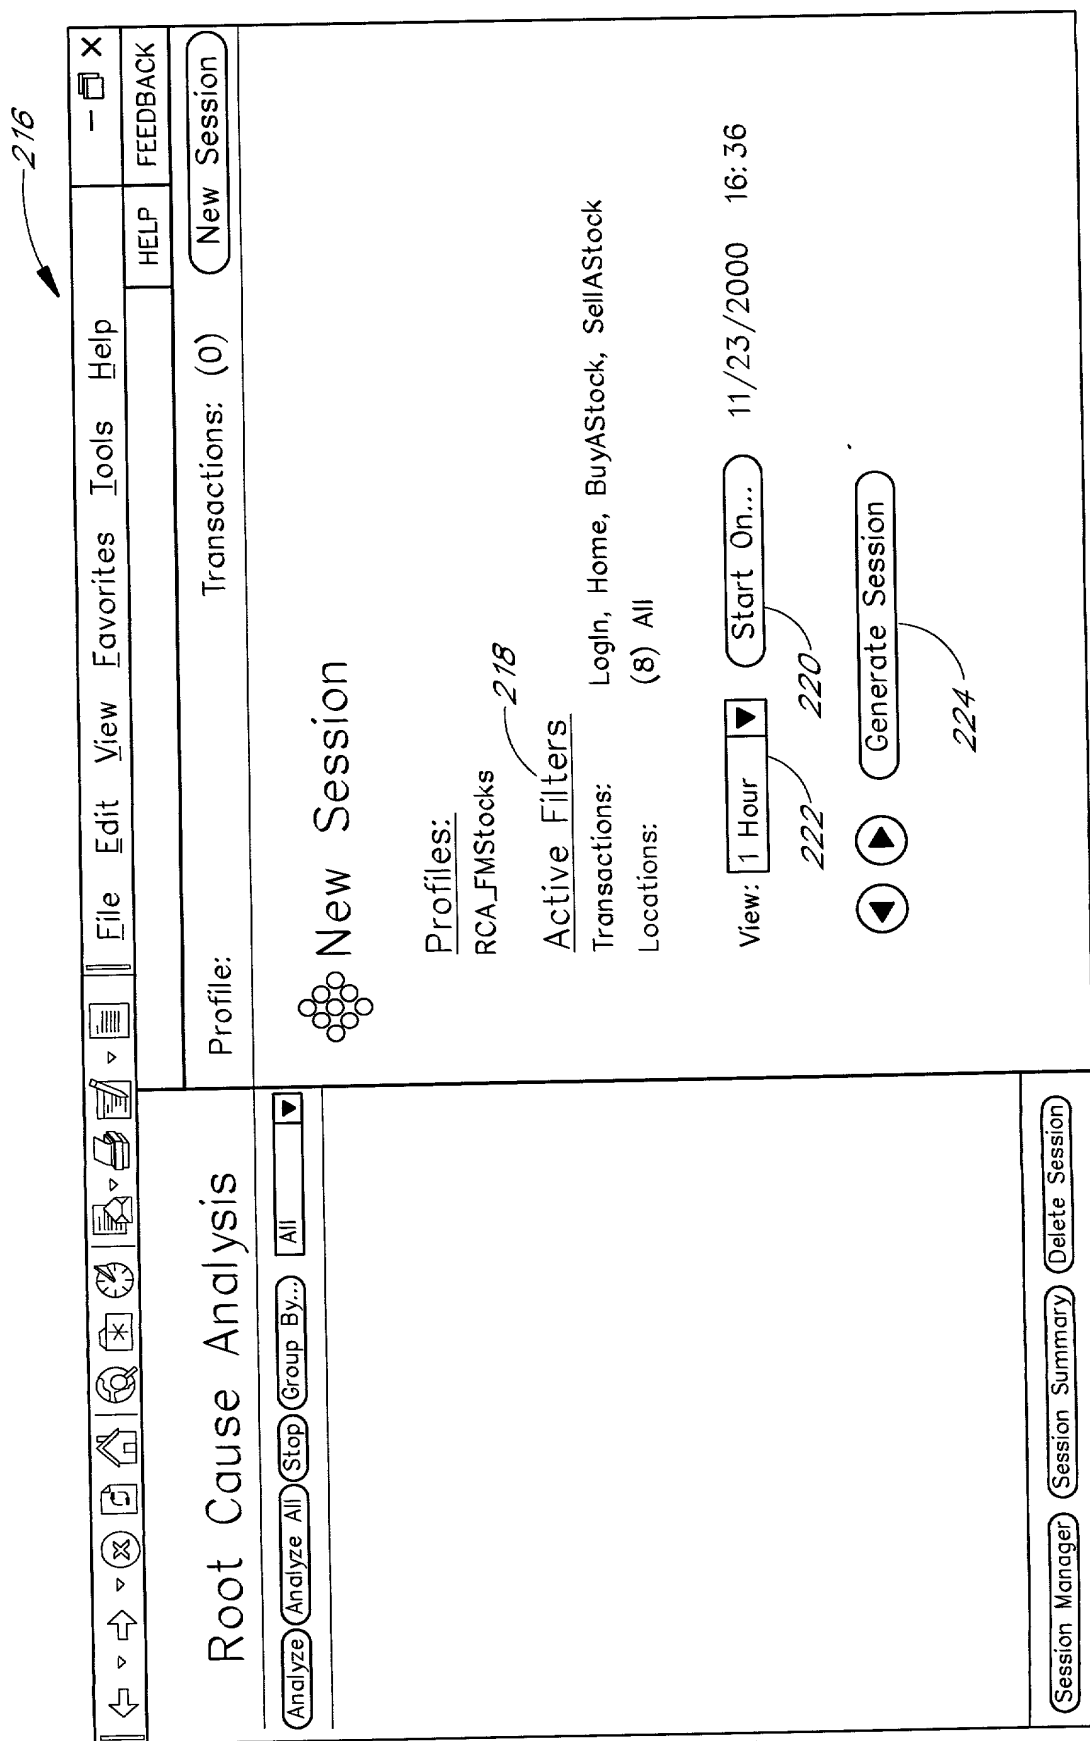 216
File Edit View Favorites Tools Help
HELP FEEDBACK
Root Cause Analysis
Profile: Transactions: (0) New Session
Analyze Analyze All Stop Group By... All
New Session
Profiles:
RCA_FMStocks
Active Filters 218
Transactions: LogIn, Home, BuyAStock, SellAStock
Locations: (8) All
View: 1 Hour Start On... 11/23/2000 16:36
222 220
Generate Session
224
Session Manager Session Summary Delete Session